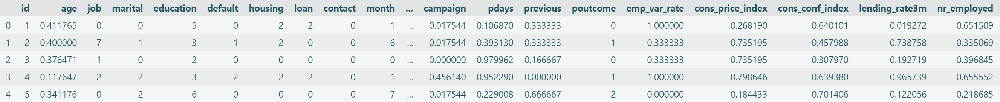 id age job marital education default housing loan contact month ... campaign pdays previous poutcome emp_var_rate cons_price_index cons_conf_index lending_rate3m nr_employed
0 1 0.411765 0 0 5 0 2 2 0 1 ... 0.017544 0.106870 0.333333 0 1.000000 0.268190 0.640101 0.019272 0.651509
1 2 0.400000 7 1 3 1 2 0 0 6 ... 0.017544 0.393130 0.333333 1 0.333333 0.735195 0.457988 0.738758 0.335069
2 3 0.376471 1 0 2 0 0 0 0 0 ... 0.000000 0.979962 0.166667 0 0.333333 0.735195 0.307970 0.192719 0.396845
3 4 0.117647 2 2 3 2 2 2 0 1 ... 0.456140 0.952290 0.000000 1 1.000000 0.798646 0.639380 0.965739 0.655552
4 5 0.341176 0 2 6 0 0 0 0 7 ... 0.017544 0.229008 0.666667 2 0.000000 0.184433 0.701406 0.122056 0.218685